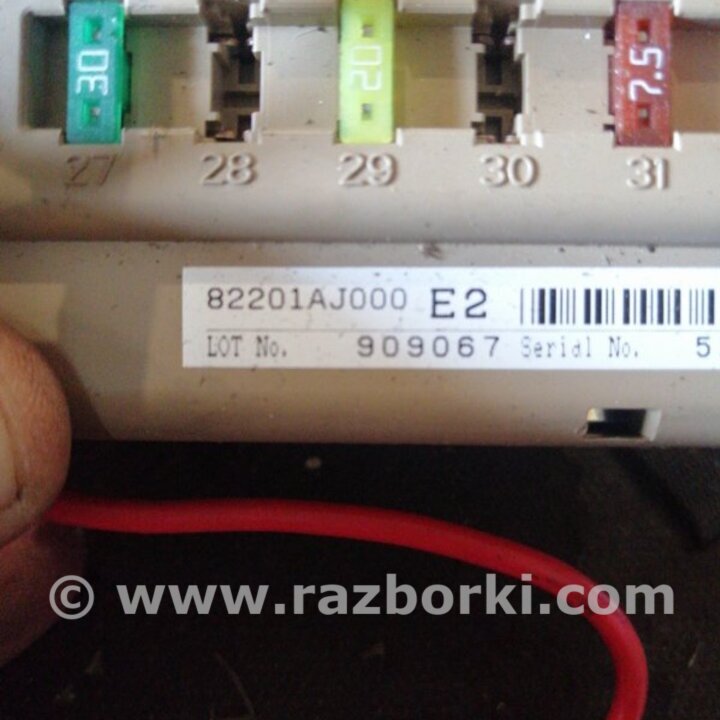 30 20 7.5
27 28 29 30 31
82201AJ000 E2
LOT No. 909067 Serial No. 5
© www.razborki.com